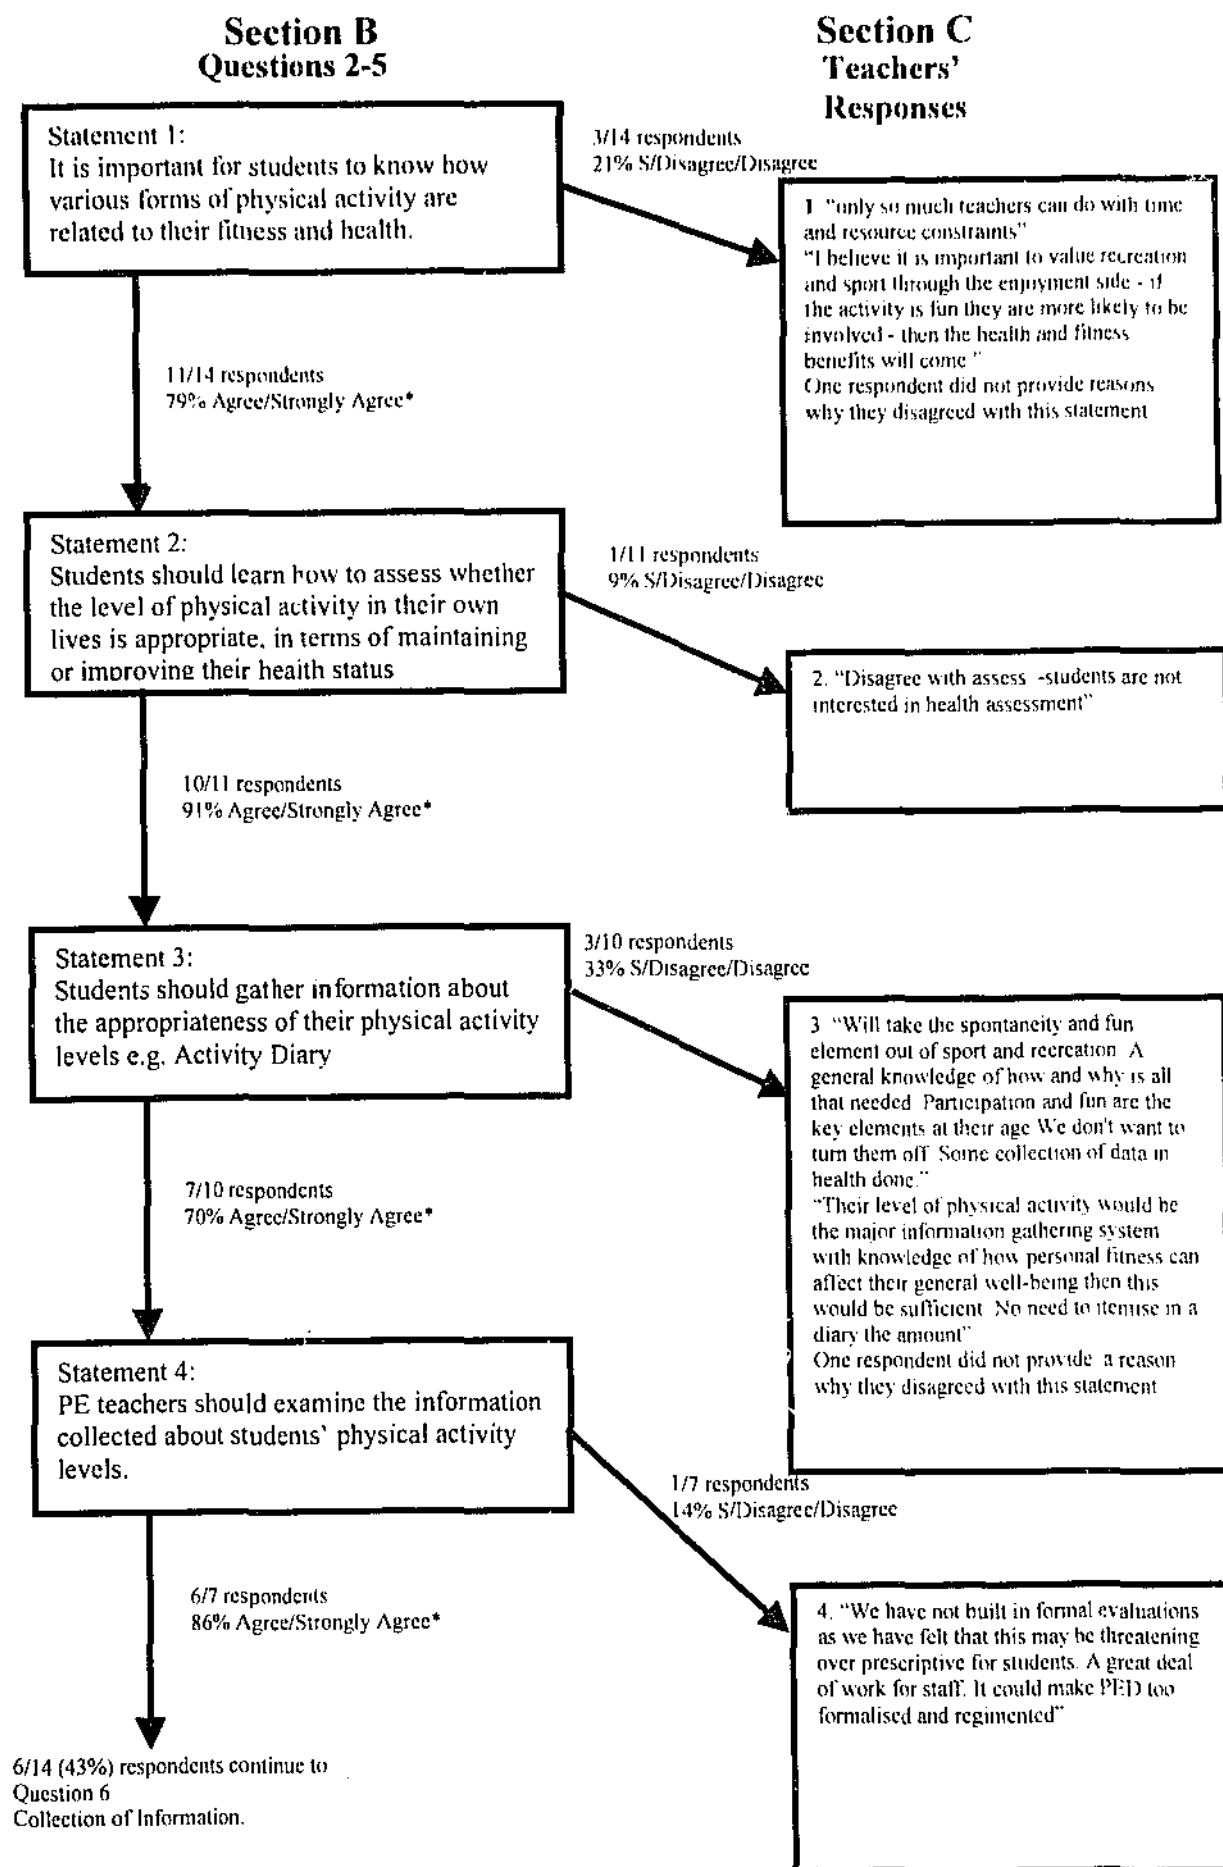 Section B
Questions 2-5
Section C
Teachers'
Responses
Statement 1:
It is important for students to know how
various forms of physical activity are
related to their fitness and health.
3/14 respondents
21% S/Disagree/Disagree
1 "only so much teachers can do with time
and resource constraints"
"I believe it is important to value recreation
and sport through the enjoyment side - if
the activity is fun they are more likely to be
involved - then the health and fitness
benefits will come "
One respondent did not provide reasons
why they disagreed with this statement
11/14 respondents
79% Agree/Strongly Agree*
Statement 2:
Students should learn how to assess whether
the level of physical activity in their own
lives is appropriate, in terms of maintaining
or improving their health status
1/11 respondents
9% S/Disagree/Disagree
2. "Disagree with assess -students are not
interested in health assessment"
10/11 respondents
91% Agree/Strongly Agree*
Statement 3:
Students should gather information about
the appropriateness of their physical activity
levels e.g. Activity Diary
3/10 respondents
33% S/Disagree/Disagree
3 "Will take the spontaneity and fun
element out of sport and recreation A
general knowledge of how and why is all
that needed Participation and fun are the
key elements at their age We don't want to
turn them off Some collection of data in
health done."
"Their level of physical activity would be
the major information gathering system
with knowledge of how personal fitness can
affect their general well-being then this
would be sufficient No need to itemise in a
diary the amount"
One respondent did not provide a reason
why they disagreed with this statement
7/10 respondents
70% Agree/Strongly Agree*
Statement 4:
PE teachers should examine the information
collected about students' physical activity
levels.
1/7 respondents
14% S/Disagree/Disagree
4. "We have not built in formal evaluations
as we have felt that this may be threatening
over prescriptive for students. A great deal
of work for staff. It could make PED too
formalised and regimented"
6/7 respondents
86% Agree/Strongly Agree*
6/14 (43%) respondents continue to
Question 6
Collection of Information.